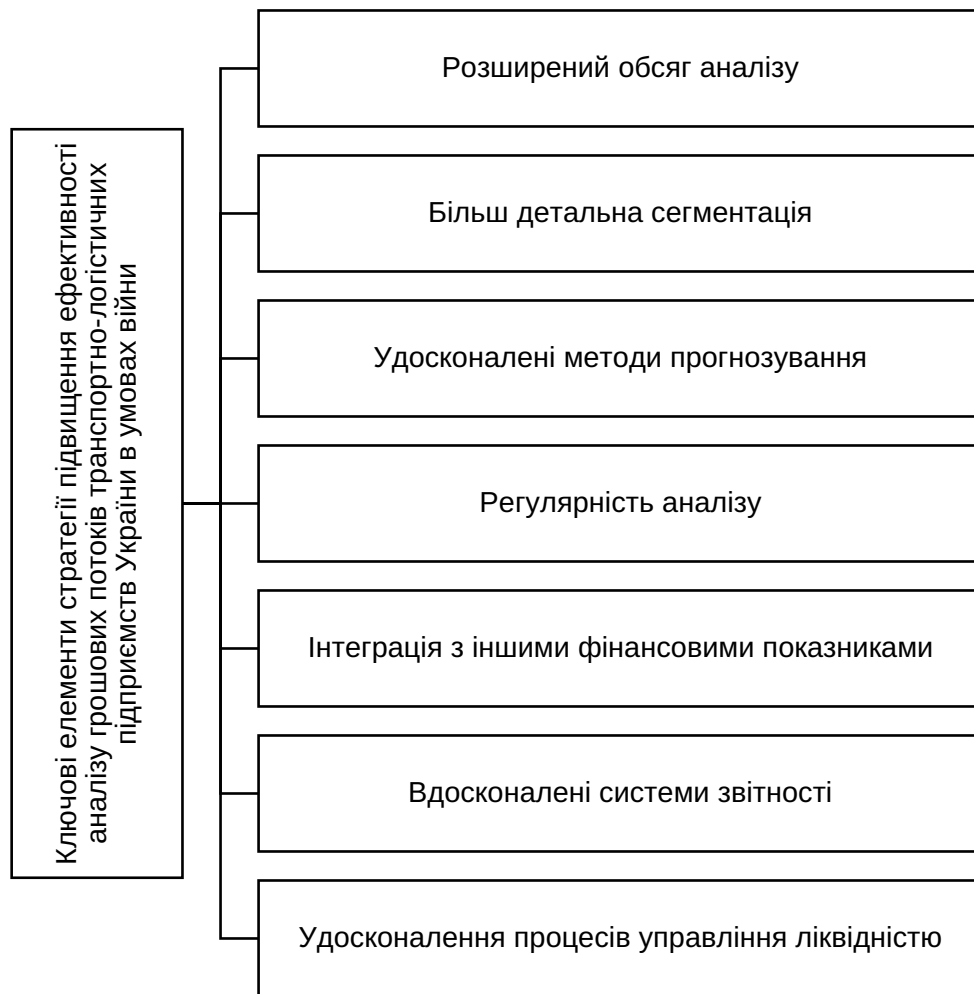 Ключові елементи стратегії підвищення ефективності
аналізу грошових потоків транспортно-логістичних
підприємств України в умовах війни
Розширений обсяг аналізу
Більш детальна сегментація
Удосконалені методи прогнозування
Регулярність аналізу
Інтеграція з іншими фінансовими показниками
Вдосконалені системи звітності
Удосконалення процесів управління ліквідністю